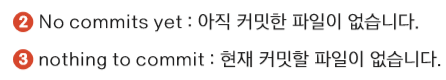 ❷ No commits yet : 아직 커밋한 파일이 없습니다.
❸ nothing to commit : 현재 커밋할 파일이 없습니다.